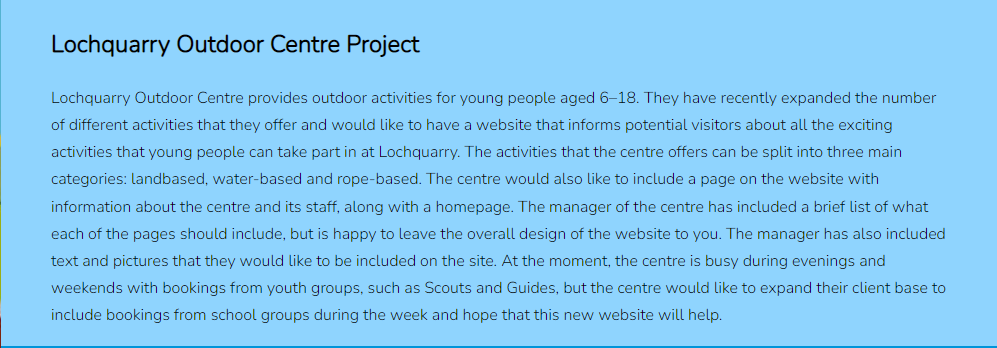 Lochquarry Outdoor Centre Project
Lochquarry Outdoor Centre provides outdoor activities for young people aged 6–18. They have recently expanded the number
of different activities that they offer and would like to have a website that informs potential visitors about all the exciting
activities that young people can take part in at Lochquarry. The activities that the centre offers can be split into three main
categories: landbased, water-based and rope-based. The centre would also like to include a page on the website with
information about the centre and its staff, along with a homepage. The manager of the centre has included a brief list of what
each of the pages should include, but is happy to leave the overall design of the website to you. The manager has also included
text and pictures that they would like to be included on the site. At the moment, the centre is busy during evenings and
weekends with bookings from youth groups, such as Scouts and Guides, but the centre would like to expand their client base to
include bookings from school groups during the week and hope that this new website will help.